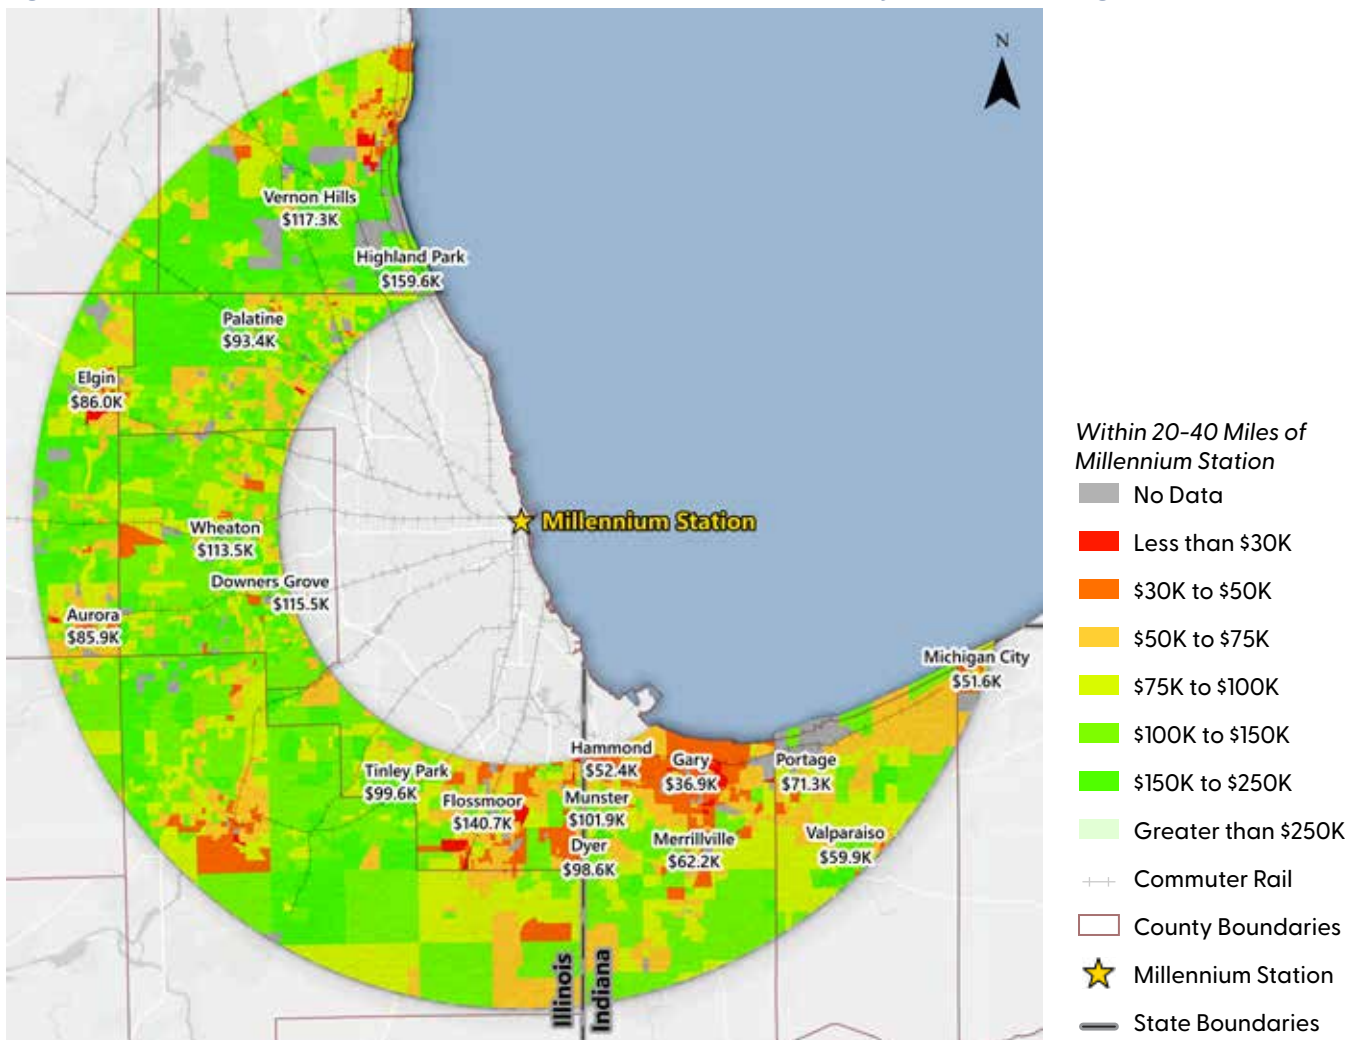 N
Vernon Hills
$117.3K
Highland Park
$159.6K
Palatine
$93.4K
Elgin
$86.0K
Millennium Station
Wheaton
$113.5K
Downers Grove
$115.5K
Aurora
$85.9K
Michigan City
$51.6K
Hammond
$52.4K
Gary
$36.9K
Portage
$71.3K
Tinley Park
$99.6K
Flossmoor
$140.7K
Munster
$101.9K
Dyer
$98.6K
Merrillville
$62.2K
Valparaiso
$59.9K
Illinois
Indiana
Within 20-40 Miles of
Millennium Station
No Data
Less than $30K
$30K to $50K
$50K to $75K
$75K to $100K
$100K to $150K
$150K to $250K
Greater than $250K
Commuter Rail
County Boundaries
Millennium Station
State Boundaries